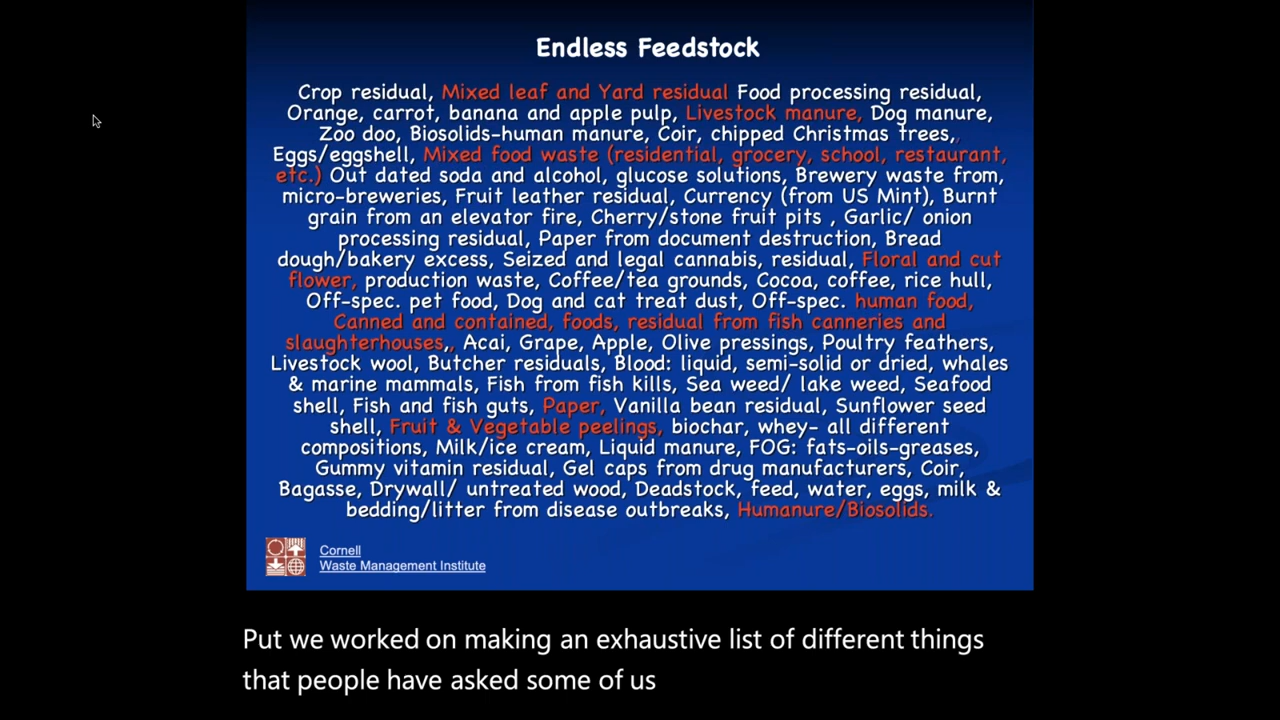 Endless Feedstock
Crop residual, Mixed leaf and Yard residual Food processing residual,
Orange, carrot, banana and apple pulp, Livestock manure, Dog manure,
Zoo doo, Biosolids-human manure, Coir, chipped Christmas trees,,
Eggs/eggshell, Mixed food waste (residential, grocery, school, restaurant,
etc.) Out dated soda and alcohol, glucose solutions, Brewery waste from,
micro-breweries, Fruit leather residual, Currency (from US Mint), Burnt
grain from an elevator fire, Cherry/stone fruit pits , Garlic/ onion
processing residual, Paper from document destruction, Bread
dough/bakery excess, Seized and legal cannabis, residual, Floral and cut
flower, production waste, Coffee/tea grounds, Cocoa, coffee, rice hull,
Off-spec. pet food, Dog and cat treat dust, Off-spec. human food,
Canned and contained, foods, residual from fish canneries and
slaughterhouses,, Acai, Grape, Apple, Olive pressings, Poultry feathers,
Livestock wool, Butcher residuals, Blood: liquid, semi-solid or dried, whales
& marine mammals, Fish from fish kills, Sea weed/ lake weed, Seafood
shell, Fish and fish guts, Paper, Vanilla bean residual, Sunflower seed
shell, Fruit & Vegetable peelings, biochar, whey- all different
compositions, Milk/ice cream, Liquid manure, FOG: fats-oils-greases,
Gummy vitamin residual, Gel caps from drug manufacturers, Coir,
Bagasse, Drywall/ untreated wood, Deadstock, feed, water, eggs, milk &
bedding/litter from disease outbreaks, Humanure/Biosolids.
Cornell
Waste Management Institute
Put we worked on making an exhaustive list of different things
that people have asked some of us